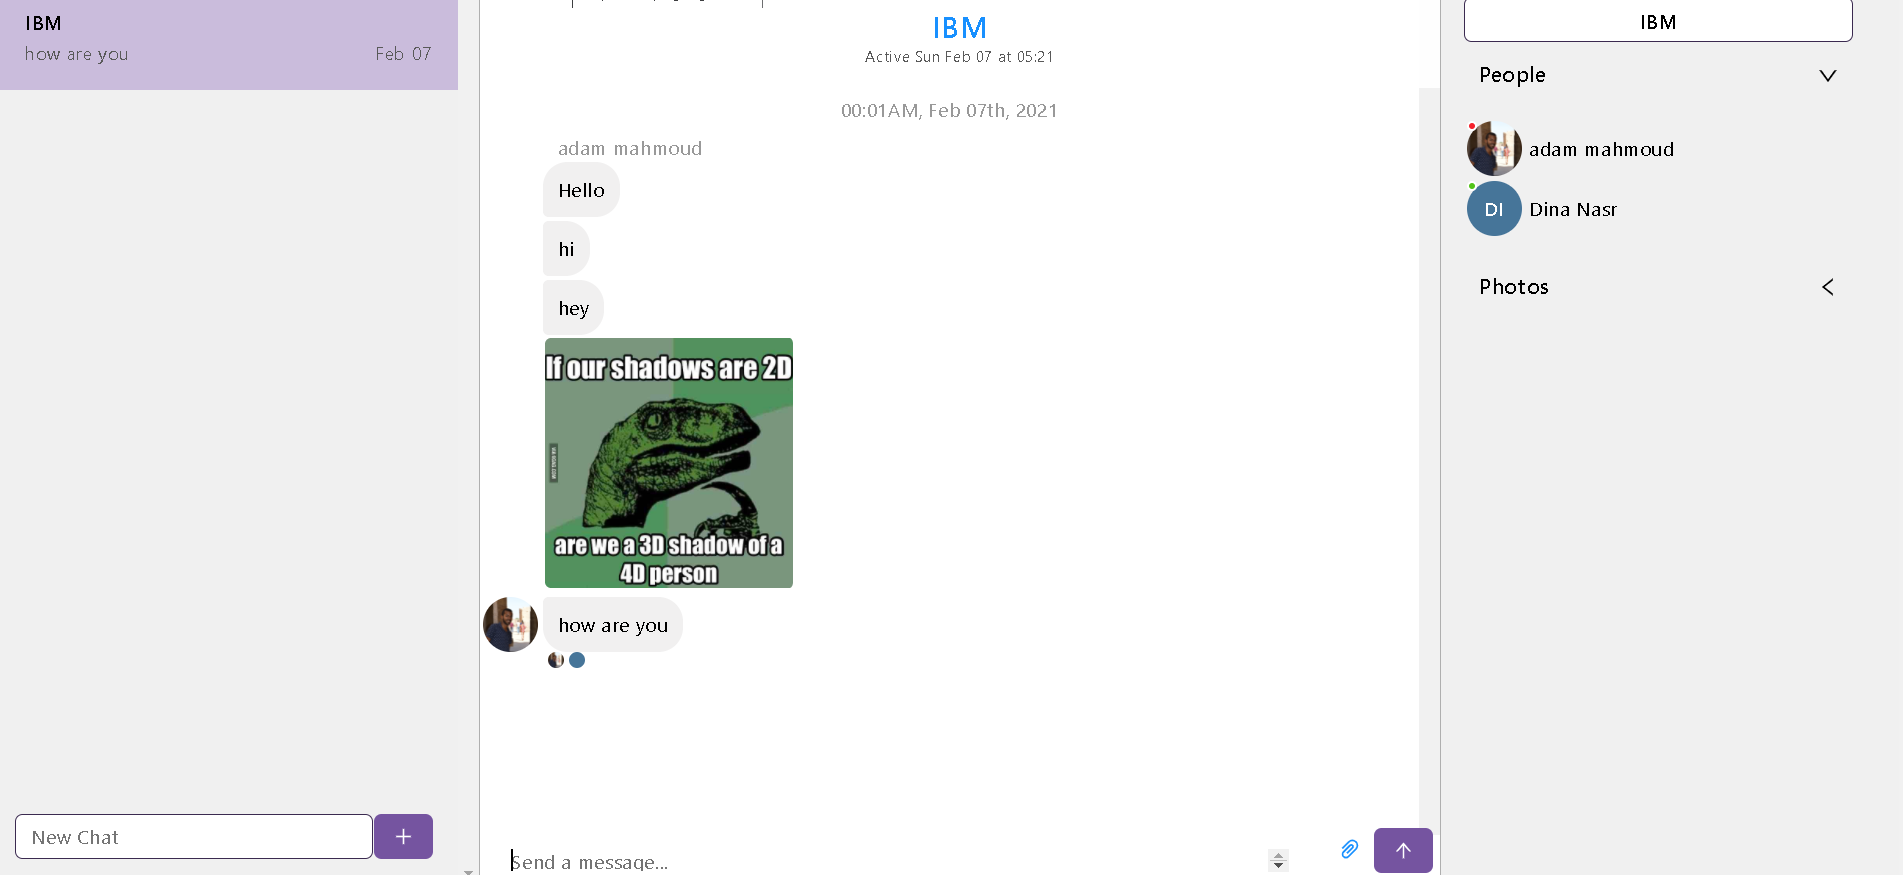 IBM
how are you
Feb 07
New Chat
IBM
Active Sun Feb 07 at 05:21
00:01AM, Feb 07th, 2021
adam mahmoud
Hello
hi
hey
If our shadows are 2D
are we a 3D shadow of a
4D person
how are you
Send a message...
IBM
People
adam mahmoud
DI
Dina Nasr
Photos